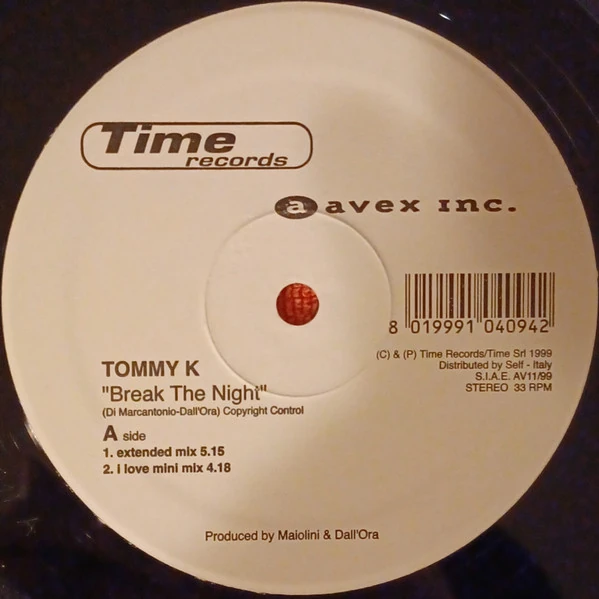 Time
records
a avex inc.
8 019991 040942
(C) & (P) Time Records/Time Srl 1999
Distributed by Self - Italy
S.I.A.E. AV11/99
STEREO 33 RPM
TOMMY K
"Break The Night"
(Di Marcantonio-Dall'Ora) Copyright Control
A side
1. extended mix 5.15
2. i love mini mix 4.18
Produced by Maiolini & Dall'Ora